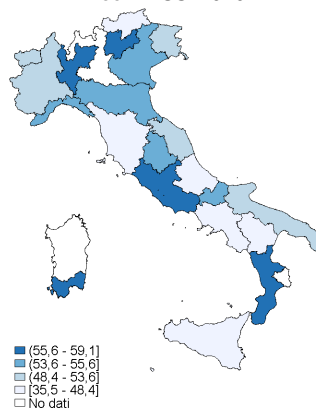 (55,6 - 59,1]
(53,6 - 55,6]
(48,4 - 53,6]
[35,5 - 48,4]
No dati